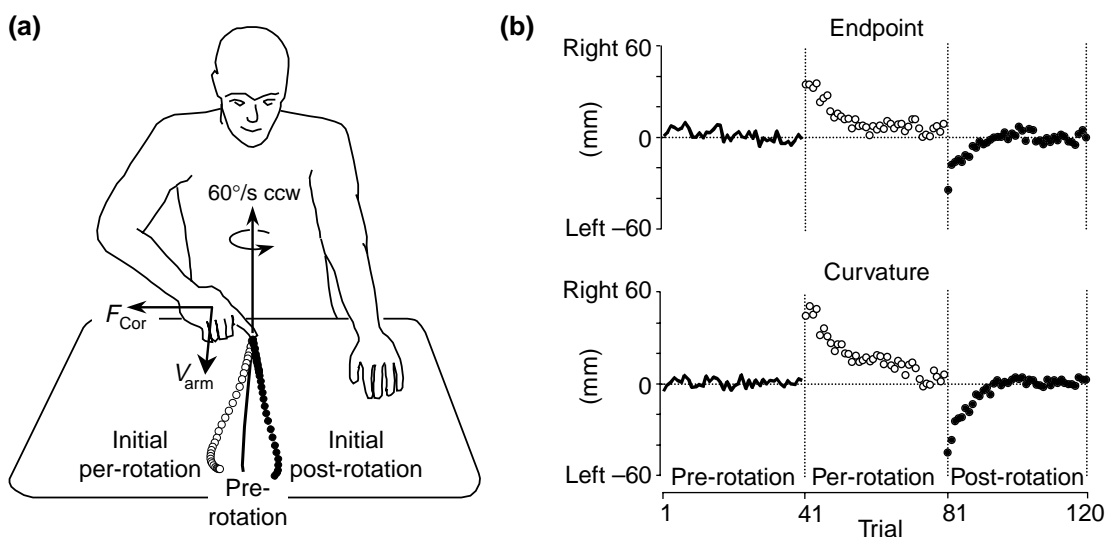 (a)
60°/s ccw
F Cor
V arm
Initial
per-rotation
Initial
post-rotation
Pre-
rotation
(b)
Endpoint
Right 60
(mm)
0
Left –60
Curvature
Right 60
(mm)
0
Left –60
Pre-rotation Per-rotation Post-rotation
1 41 81 120
Trial